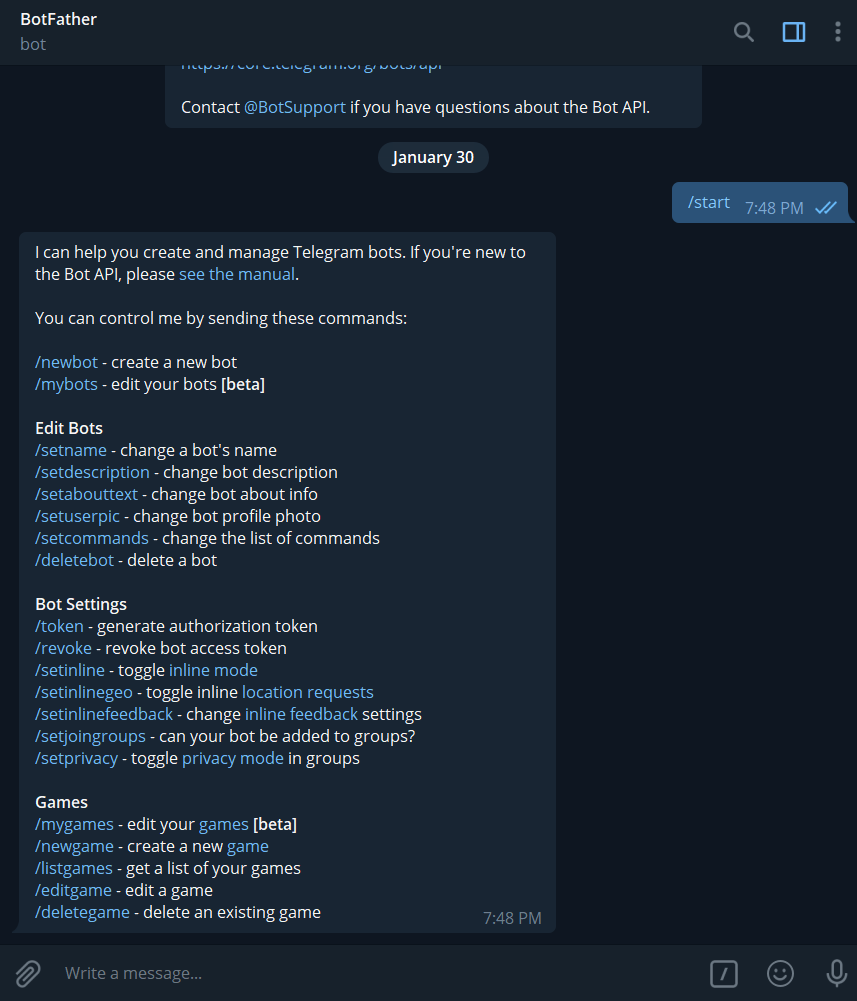 BotFather
bot
https://core.telegram.org/bots/api
Contact @BotSupport if you have questions about the Bot API.
January 30
/start 7:48 PM
I can help you create and manage Telegram bots. If you're new to
the Bot API, please see the manual.
You can control me by sending these commands:
/newbot - create a new bot
/mybots - edit your bots [beta]
Edit Bots
/setname - change a bot's name
/setdescription - change bot description
/setabouttext - change bot about info
/setuserpic - change bot profile photo
/setcommands - change the list of commands
/deletebot - delete a bot
Bot Settings
/token - generate authorization token
/revoke - revoke bot access token
/setinline - toggle inline mode
/setinlinegeo - toggle inline location requests
/setinlinefeedback - change inline feedback settings
/setjoingroups - can your bot be added to groups?
/setprivacy - toggle privacy mode in groups
Games
/mygames - edit your games [beta]
/newgame - create a new game
/listgames - get a list of your games
/editgame - edit a game
/deletegame - delete an existing game
7:48 PM
Write a message...